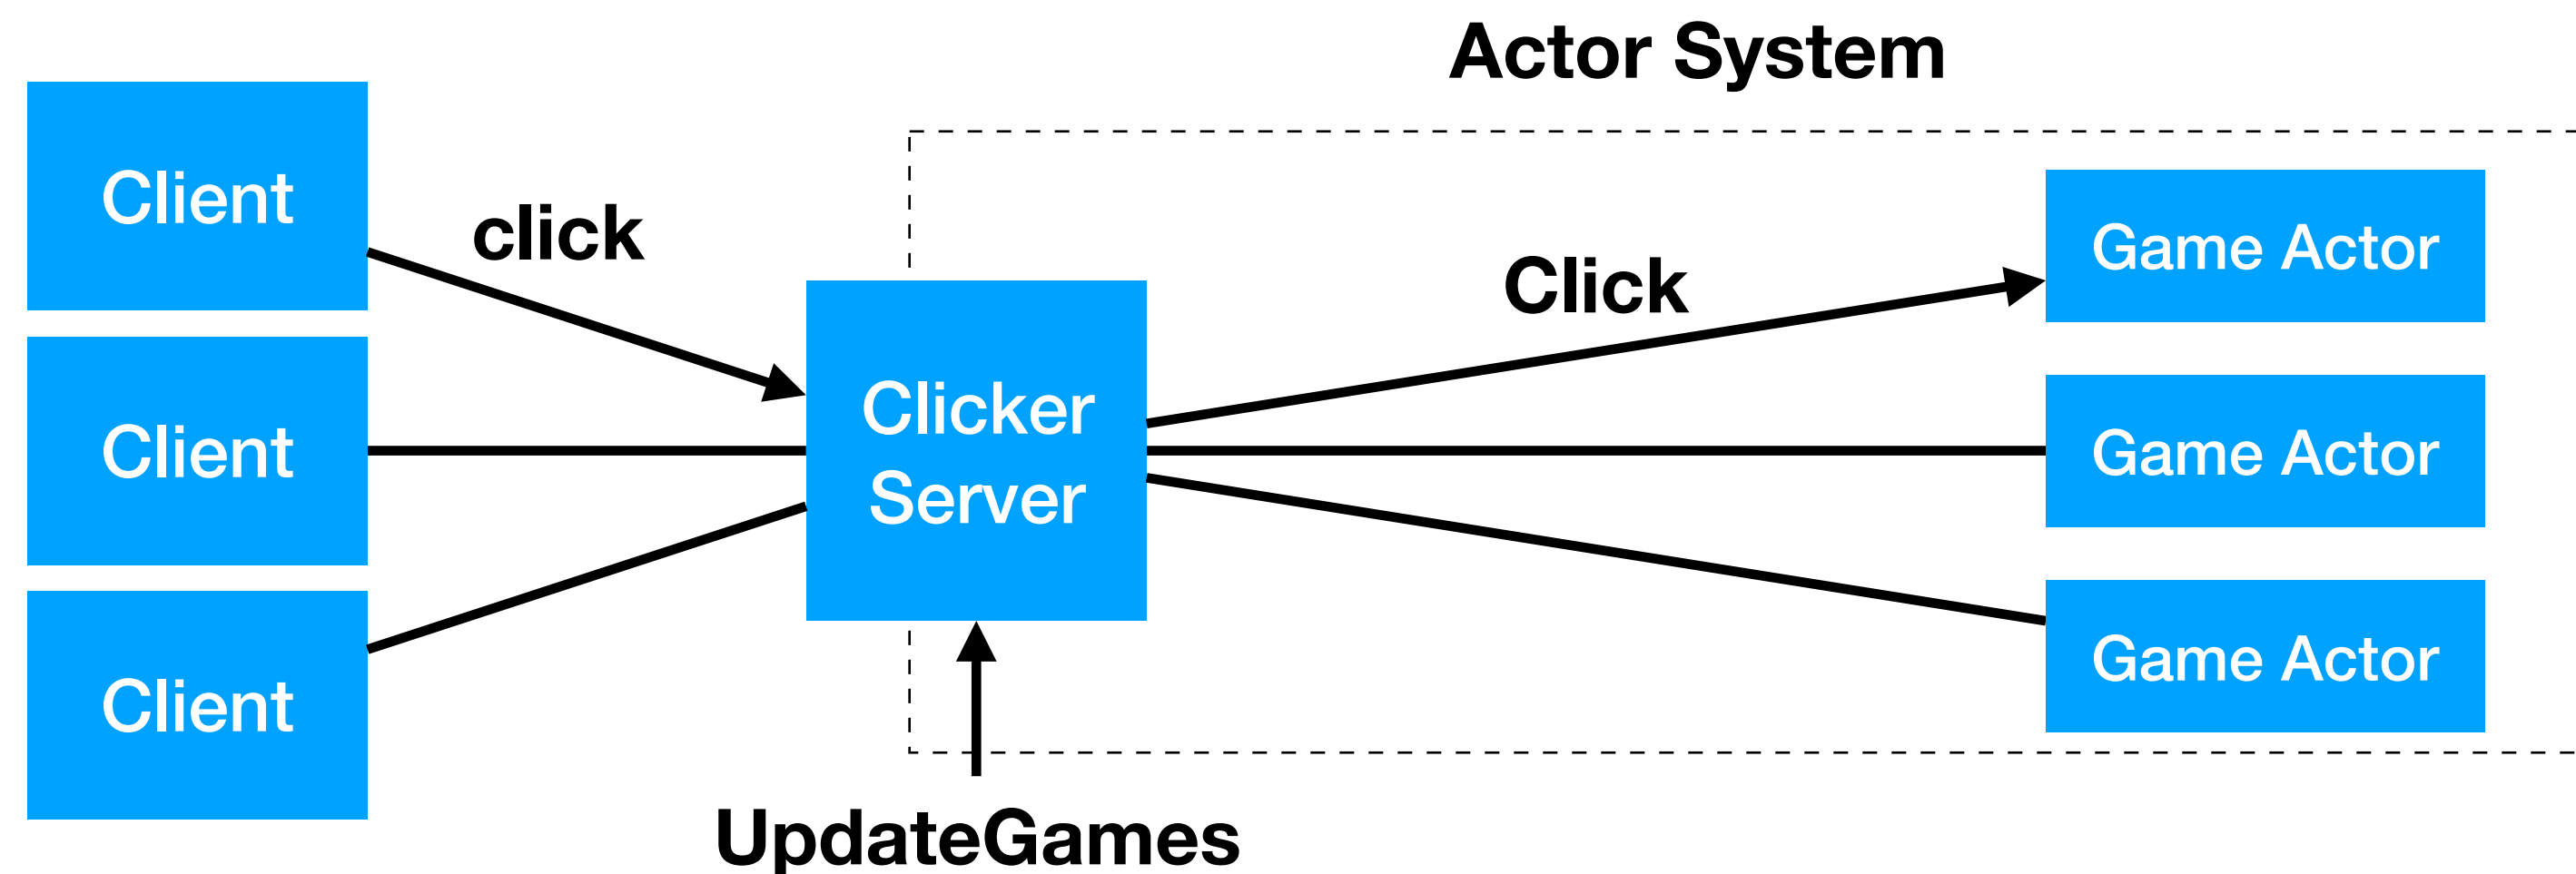 Actor System
Client
click
Game Actor
Click
Clicker
Server
Client
Game Actor
Client
Game Actor
UpdateGames